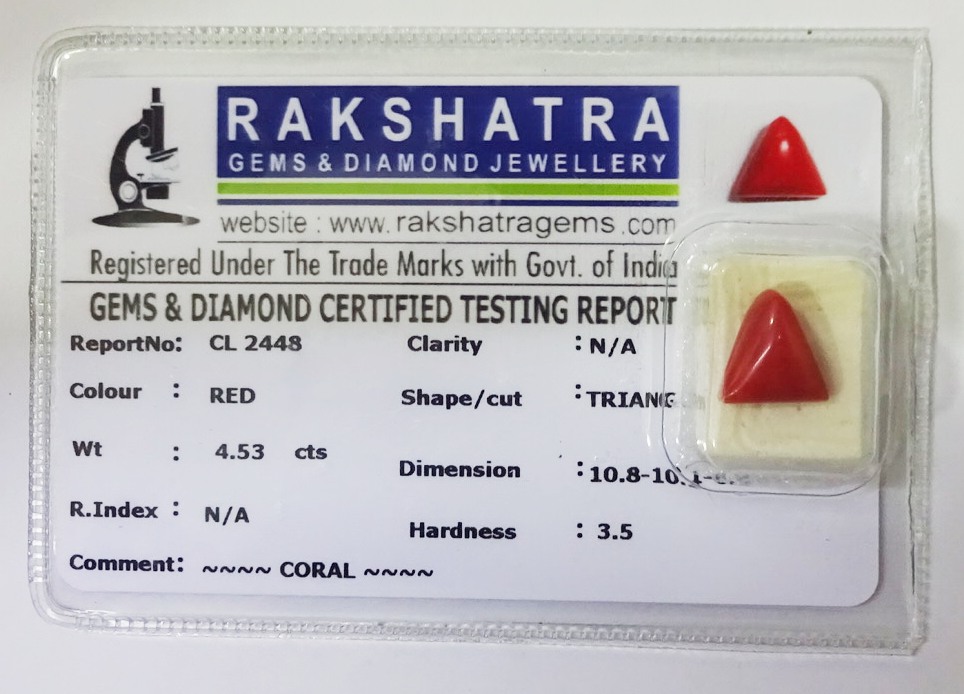 RAKSHATRA
GEMS & DIAMOND JEWELLERY
website : www.rakshatragems.com
Registered Under The Trade Marks with Govt. of India
GEMS & DIAMOND CERTIFIED TESTING REPORT
ReportNo: CL 2448 Clarity : N/A
Colour : RED Shape/cut :
Wt : 4.53 cts Dimension : 10.8-
R.Index : N/A Hardness : 3.5
Comment: ~~~~ CORAL ~~~~